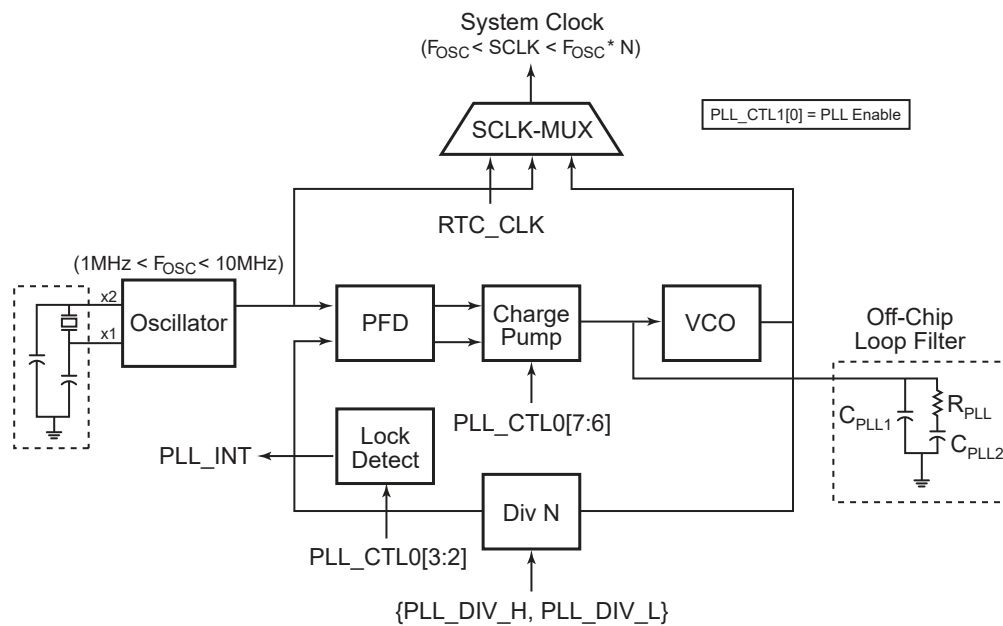 System Clock
(FOSC < SCLK < FOSC * N)
SCLK-MUX
PLL_CTL1[0] = PLL Enable
RTC_CLK
(1MHz < FOSC < 10MHz)
x2
x1
Oscillator
PFD
Charge
Pump
VCO
Off-Chip
Loop Filter
CPLL1
RPLL
CPLL2
PLL_CTL0[7:6]
PLL_INT
Lock
Detect
Div N
PLL_CTL0[3:2]
{PLL_DIV_H, PLL_DIV_L}